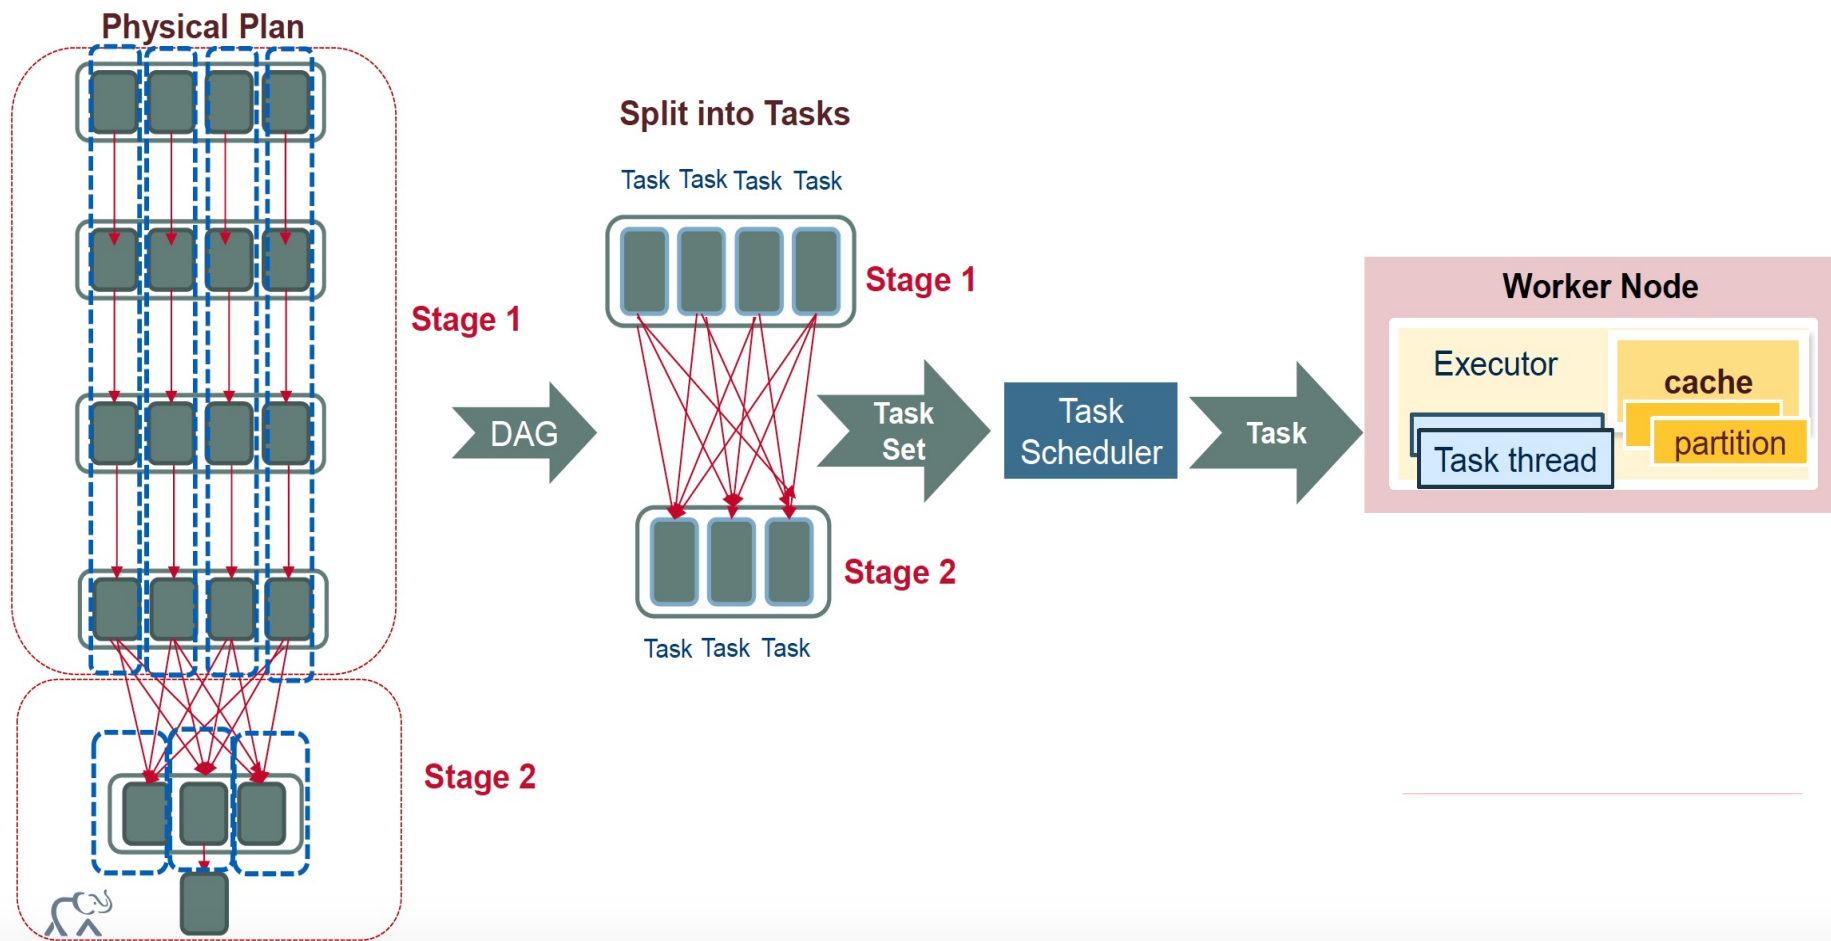 Physical Plan
Stage 1
Stage 2
DAG
Split into Tasks
Task Task Task Task
Stage 1
Stage 2
Task Task Task
Task
Set
Task
Scheduler
Task
Worker Node
Executor
cache
partition
Task thread